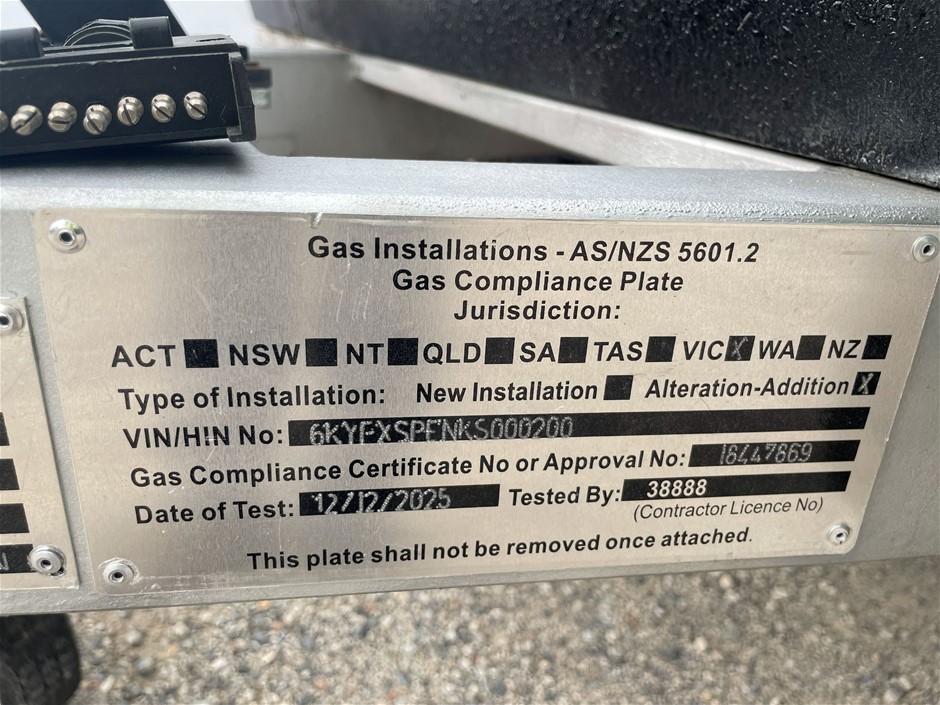 Gas Installations - AS/NZS 5601.2
Gas Compliance Plate
Jurisdiction:
ACT NSW NT QLD SA TAS VIC X WA NZ
Type of Installation: New Installation Alteration-Addition X
VIN/HIN No:
Gas Compliance Certificate No or Approval No: 18447869
Date of Test: 12/12/2025 Tested By: 38888
(Contractor Licence No)
This plate shall not be removed once attached.